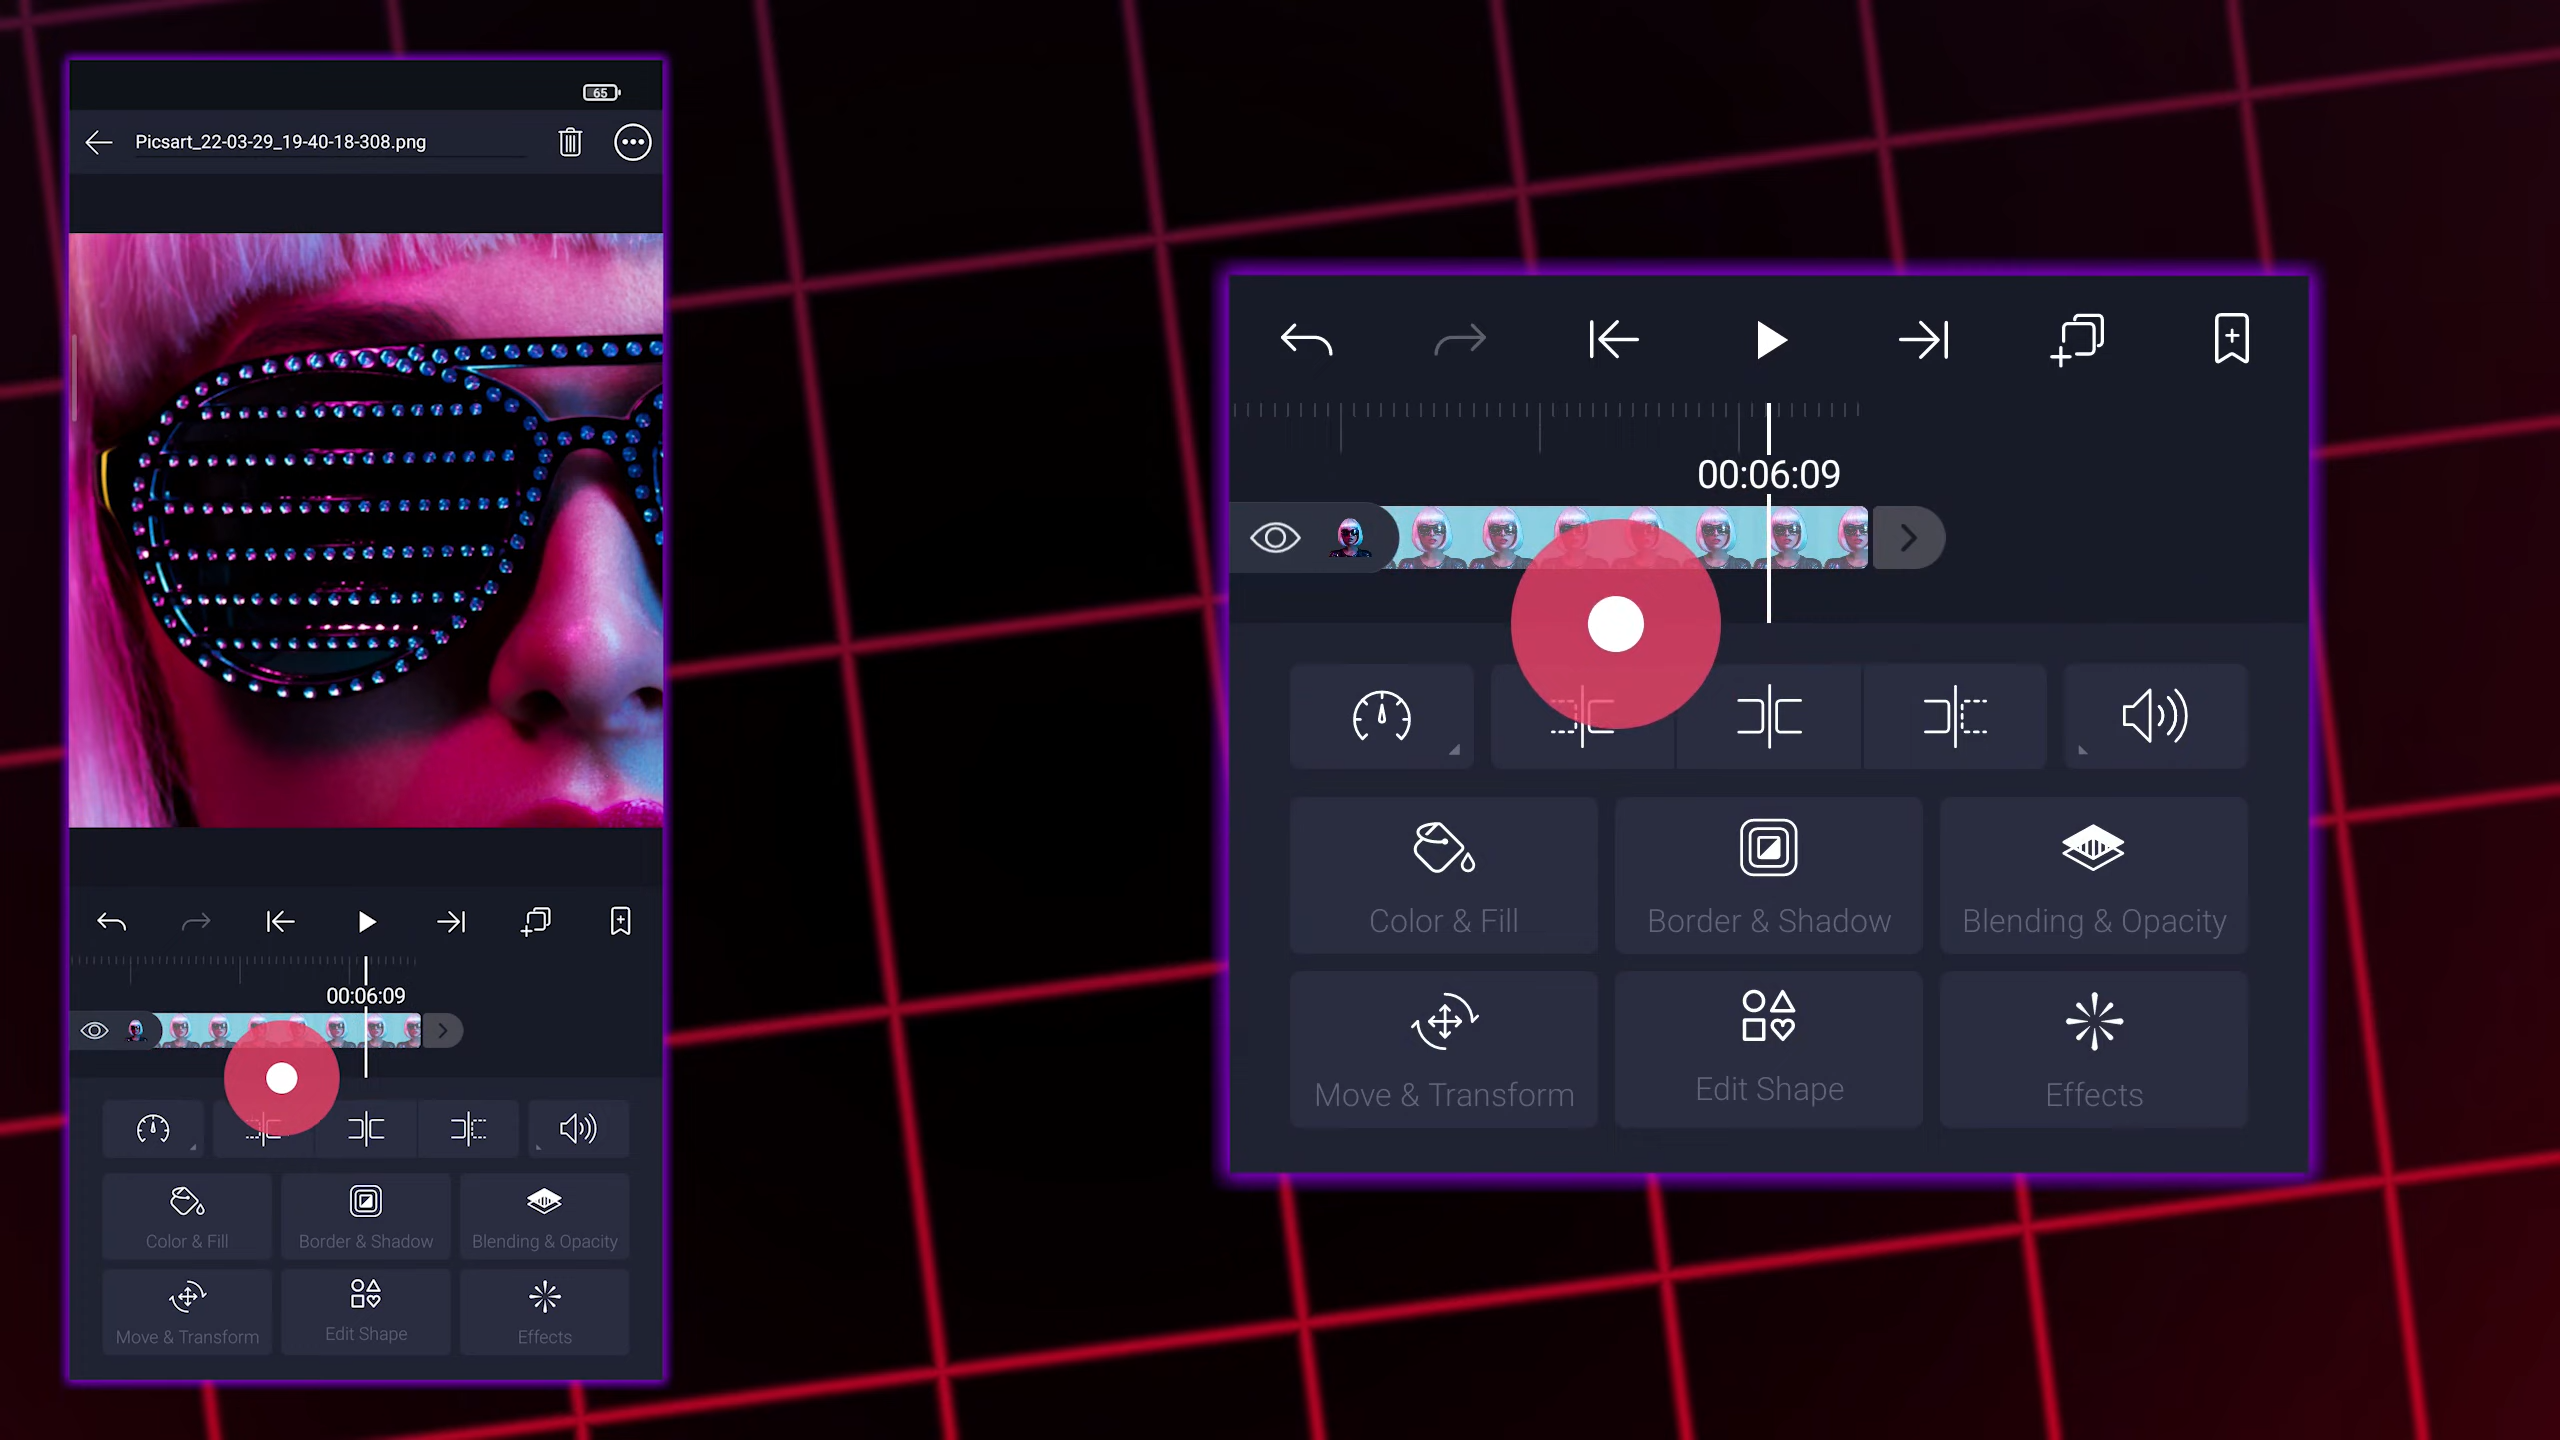 65
Picsart_22-03-29_19-40-18-308.png
00:06:09
Color & Fill
Border & Shadow
Blending & Opacity
Move & Transform
Edit Shape
Effects
00:06:09
Color & Fill
Border & Shadow
Blending & Opacity
Move & Transform
Edit Shape
Effects